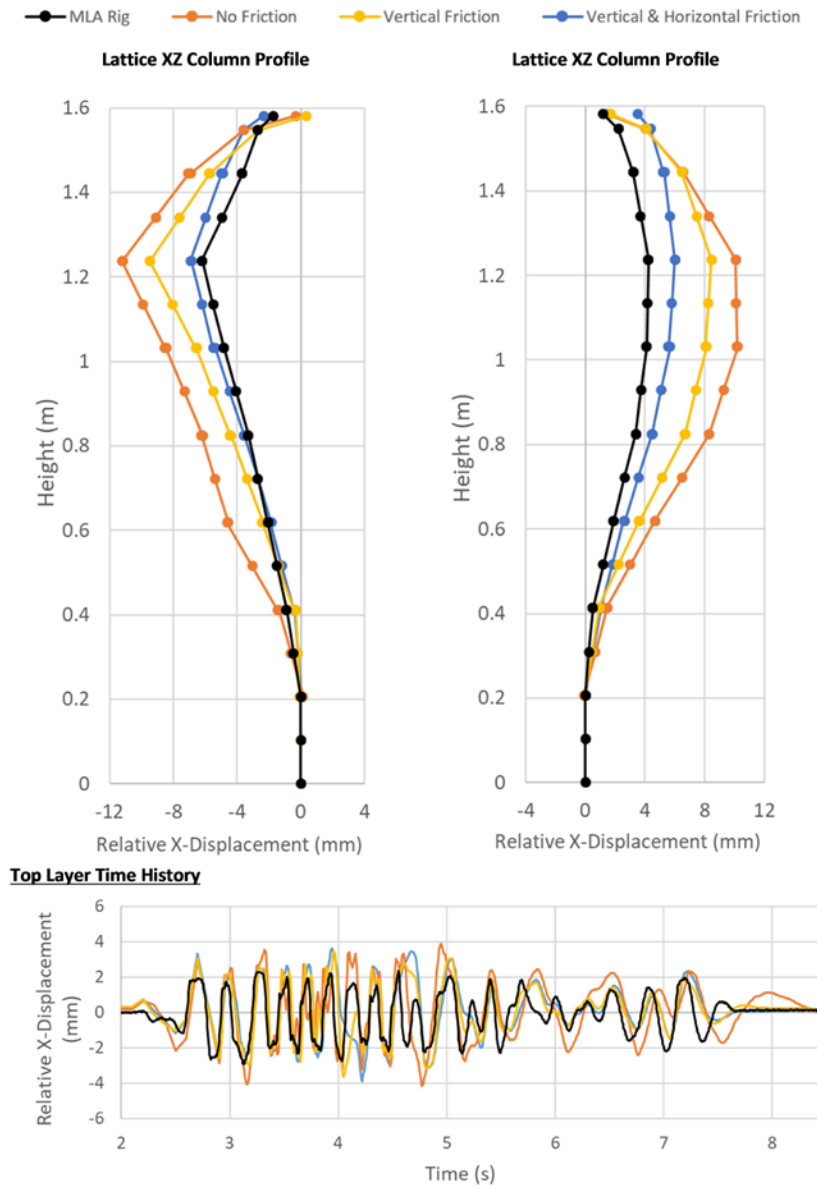 MLA Rig No Friction Vertical Friction Vertical & Horizontal Friction
Lattice XZ Column Profile
1.6
1.4
1.2
1
0.8
0.6
0.4
0.2
0
Height (m)
-12 -8 -4 0 4
Relative X-Displacement (mm)
Lattice XZ Column Profile
1.6
1.4
1.2
1
0.8
0.6
0.4
0.2
0
Height (m)
-4 0 4 8 12
Relative X-Displacement (mm)
Top Layer Time History
Relative X-Displacement
(mm)
6
4
2
0
-2
-4
-6
2 3 4 5 6 7 8
Time (s)